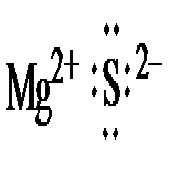 Mg²⁺ :S: ²⁻